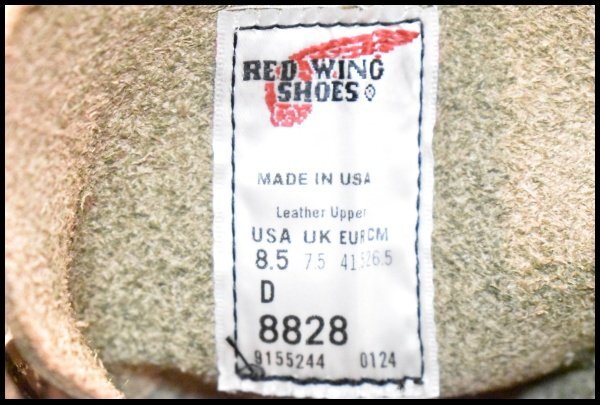 RED WING
SHOES
MADE IN USA
Leather Upper
USA UK EUR CM
8.5 7.5 41.5 26.5
D
8828
9155244 0124